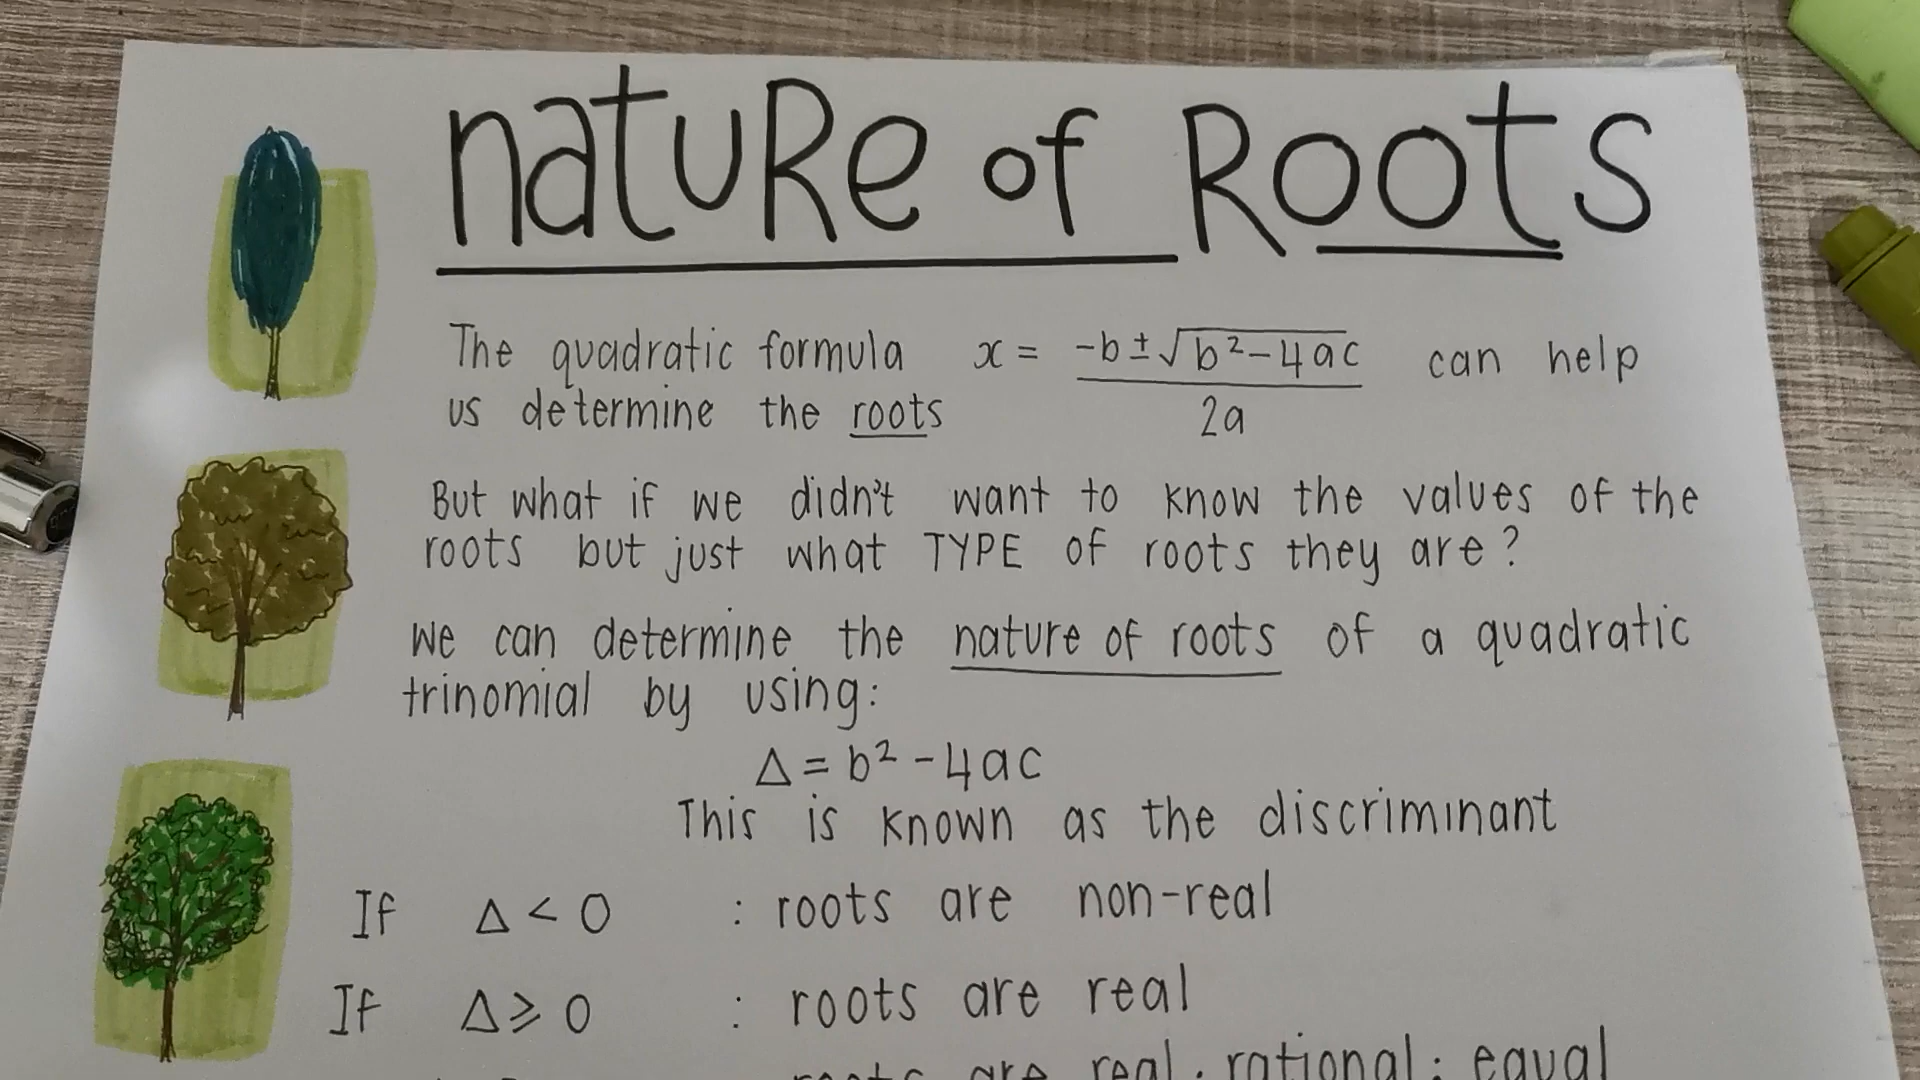 naTURe of RooTs
The quadratic formula x = -b ± √b² - 4ac / 2a can help
us determine the roots
But what if we didn't want to know the values of the
roots but just what TYPE of roots they are?
We can determine the nature of roots of a quadratic
trinomial by using:
Δ = b² - 4ac
This is known as the discriminant
If Δ < 0 : roots are non-real
If Δ ⩾ 0 : roots are real
roots are real; rational; equal